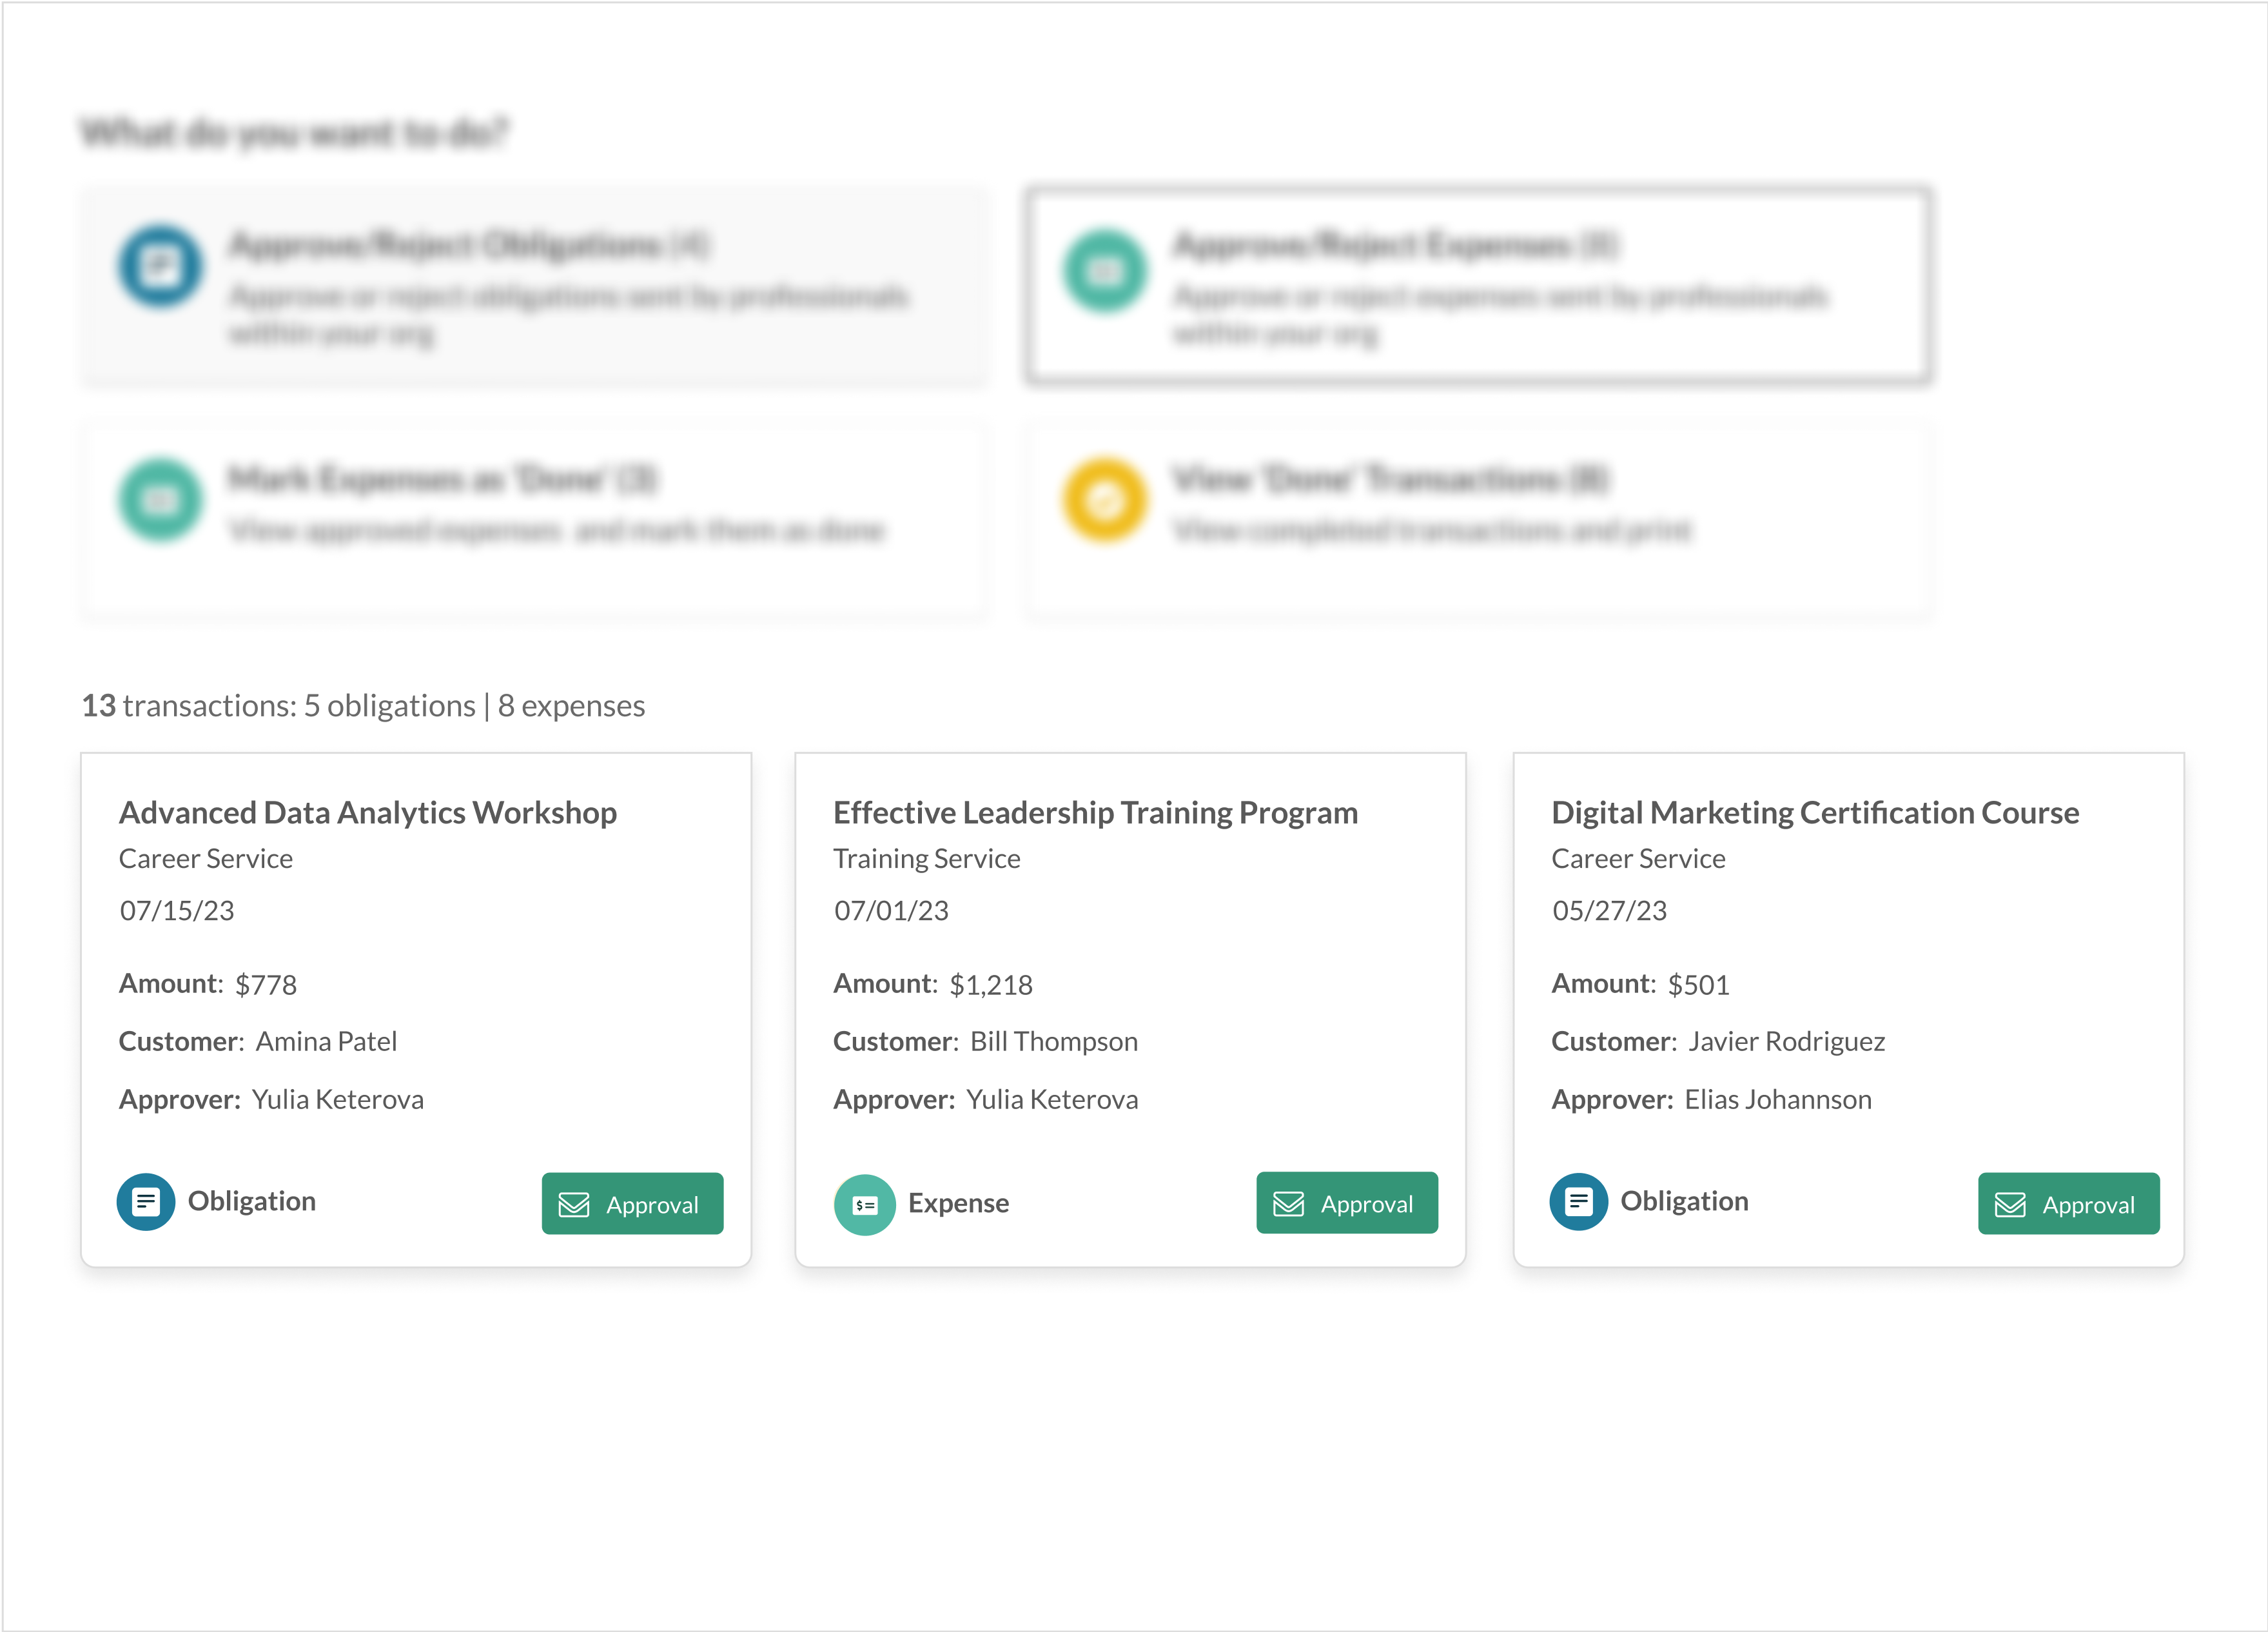 What do you want to do?
Approve/Reject Obligations (4)
Approve or reject obligations sent by professionals
within your org
Approve/Reject Expenses (8)
Approve or reject expenses sent by professionals
within your org
Mark Expenses as 'Done' (3)
View approved expenses and mark them as done
View 'Done' Transactions (8)
View completed transactions and print
13 transactions: 5 obligations | 8 expenses
Advanced Data Analytics Workshop
Career Service
07/15/23
Amount: $778
Customer: Amina Patel
Approver: Yulia Keterova
Obligation
Approval
Effective Leadership Training Program
Training Service
07/01/23
Amount: $1,218
Customer: Bill Thompson
Approver: Yulia Keterova
$=
Expense
Approval
Digital Marketing Certification Course
Career Service
05/27/23
Amount: $501
Customer: Javier Rodriguez
Approver: Elias Johannson
Obligation
Approval